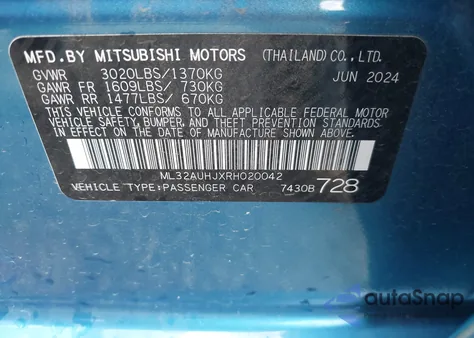 MFD.BY MITSUBISHI MOTORS (THAILAND) CO., LTD.
GVWR 3020LBS/1370KG JUN 2024
GAWR FR 1609LBS/ 730KG
GAWR RR 1477LBS/ 670KG
THIS VEHICLE CONFORMS TO ALL APPLICABLE FEDERAL MOTOR
VEHICLE SAFETY, BUMPER, AND THEFT PREVENTION STANDARDS
IN EFFECT ON THE DATE OF MANUFACTURE SHOWN ABOVE.
ML32AUHJXRH020042
VEHICLE TYPE:PASSENGER CAR 7430B 728
autoSnap